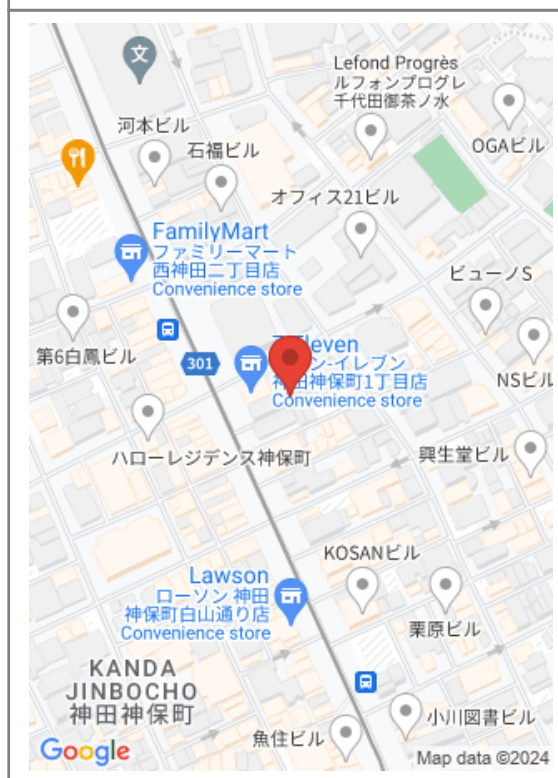 文
Lefond Progrès
ルフォンプログレ
千代田御茶ノ水
河本ビル
OGAビル
石福ビル
オフィス21ビル
FamilyMart
ファミリーマート
西神田二丁目店
Convenience store
ビューノS
第6白鳳ビル
301
神保町1丁目店
Convenience store
NSビル
ハローレジデンス神保町
興生堂ビル
KOSANビル
Lawson
ローソン 神田
神保町白山通り店
Convenience store
栗原ビル
KANDA
JINBOCHO
神田神保町
小川図書ビル
魚住ビル
Google
Map data ©2024